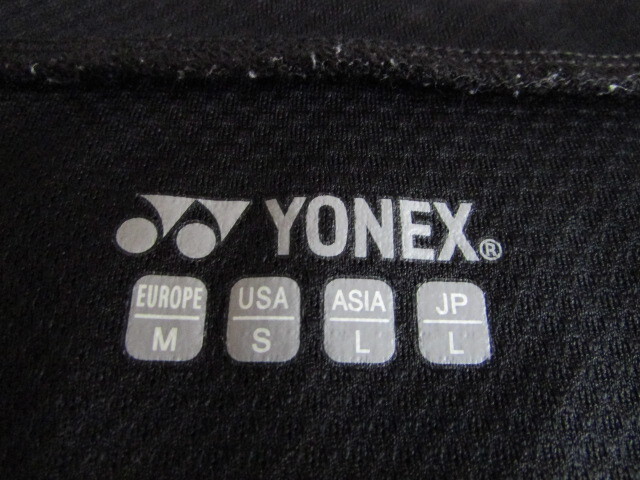 YONEX®
EUROPE USA ASIA JP
M S L L